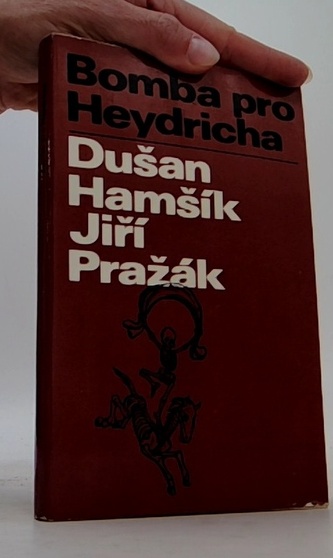 Bomba pro
Heydricha
Dušan
Hamšík
Jiří
Pražák